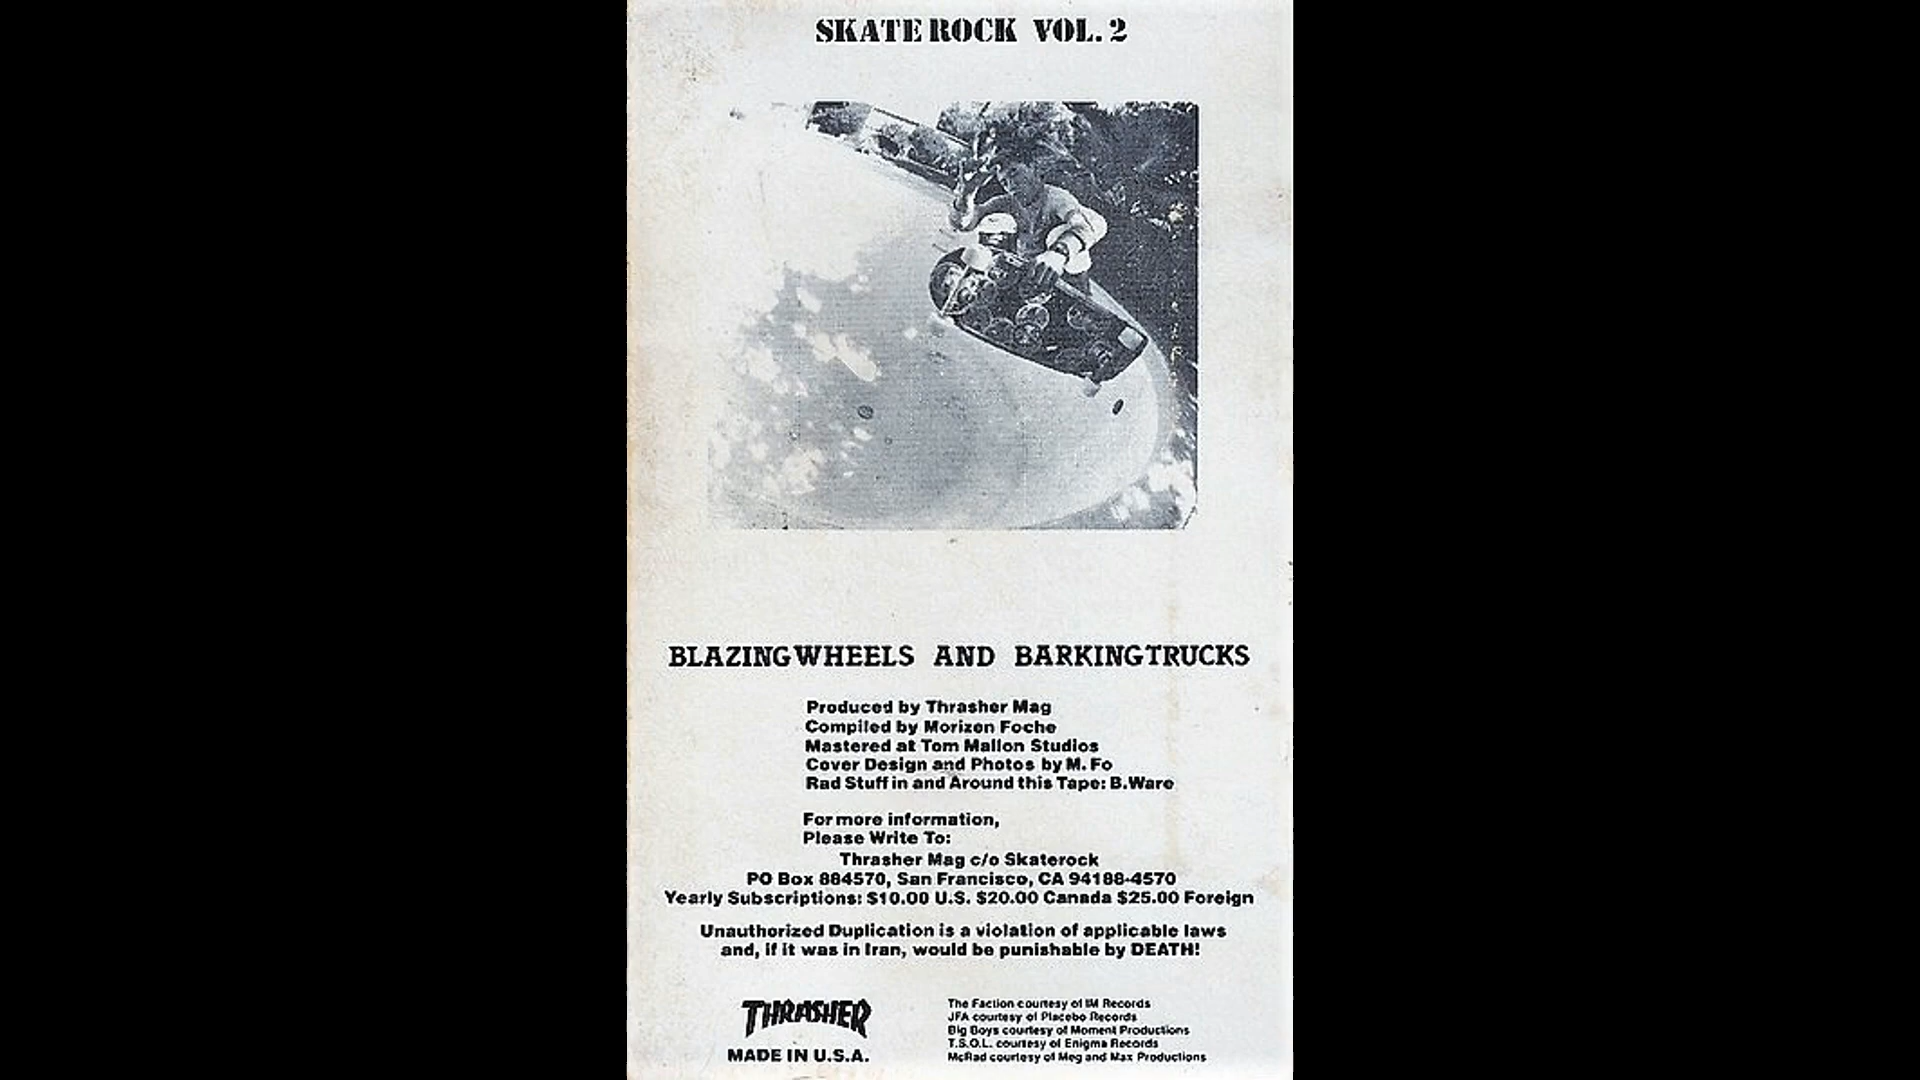 SKATE ROCK VOL. 2
BLAZING WHEELS AND BARKING TRUCKS
Produced by Thrasher Mag
Compiled by Morizen Foche
Mastered at Tom Mallon Studios
Cover Design and Photos by M. Fo
Rad Stuff in and Around this Tape: B.Ware
For more information,
Please Write To:
Thrasher Mag c/o Skaterock
PO Box 884570, San Francisco, CA 94188-4570
Yearly Subscriptions: $10.00 U.S. $20.00 Canada $25.00 Foreign
Unauthorized Duplication is a violation of applicable laws
and, if it was in Iran, would be punishable by DEATH!
THRASHER
MADE IN U.S.A.
The Faction courtesy of IM Records
JFA courtesy of Placebo Records
Big Boys courtesy of Moment Productions
T.S.O.L. courtesy of Enigma Records
McRad courtesy of Meg and Max Productions